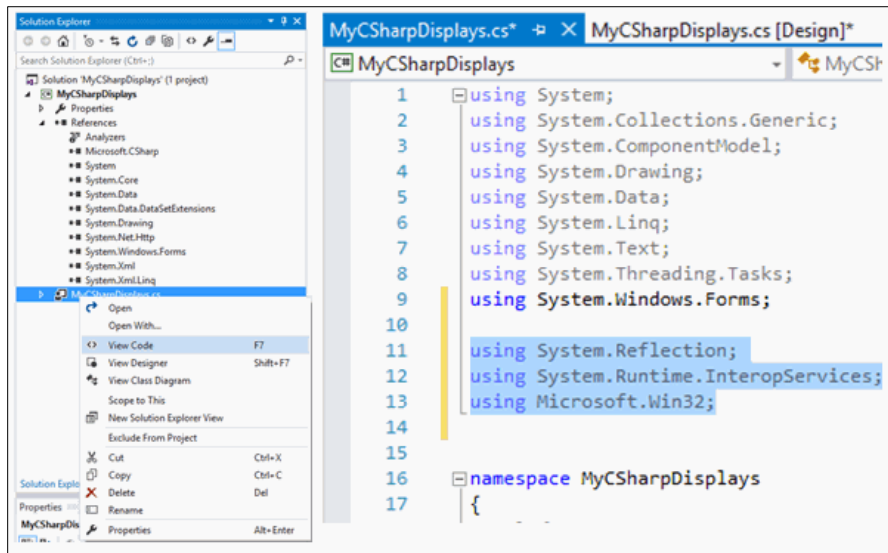 Solution Explorer
Search Solution Explorer (Ctrl+;)
Solution 'MyCSharpDisplays' (1 project)
MyCSharpDisplays
Properties
References
Analyzers
Microsoft.CSharp
System
System.Core
System.Data
System.Data.DataSetExtensions
System.Drawing
System.Net.Http
System.Windows.Forms
System.Xml
System.Xml.Linq
MyCSharpDisplays.cs
Open
Open With...
View Code F7
View Designer Shift+F7
View Class Diagram
Scope to This
New Solution Explorer View
Exclude From Project
Cut Ctrl+X
Copy Ctrl+C
Delete Del
Rename
Properties Alt+Enter
Solution Explo
Properties
MyCSharpDis
MyCSharpDisplays.cs* MyCSharpDisplays.cs [Design]*
C# MyCSharpDisplays MyCSH
1 using System;
2 using System.Collections.Generic;
3 using System.ComponentModel;
4 using System.Drawing;
5 using System.Data;
6 using System.Linq;
7 using System.Text;
8 using System.Threading.Tasks;
9 using System.Windows.Forms;
10
11 using System.Reflection;
12 using System.Runtime.InteropServices;
13 using Microsoft.Win32;
14
15
16 namespace MyCSharpDisplays
17 {